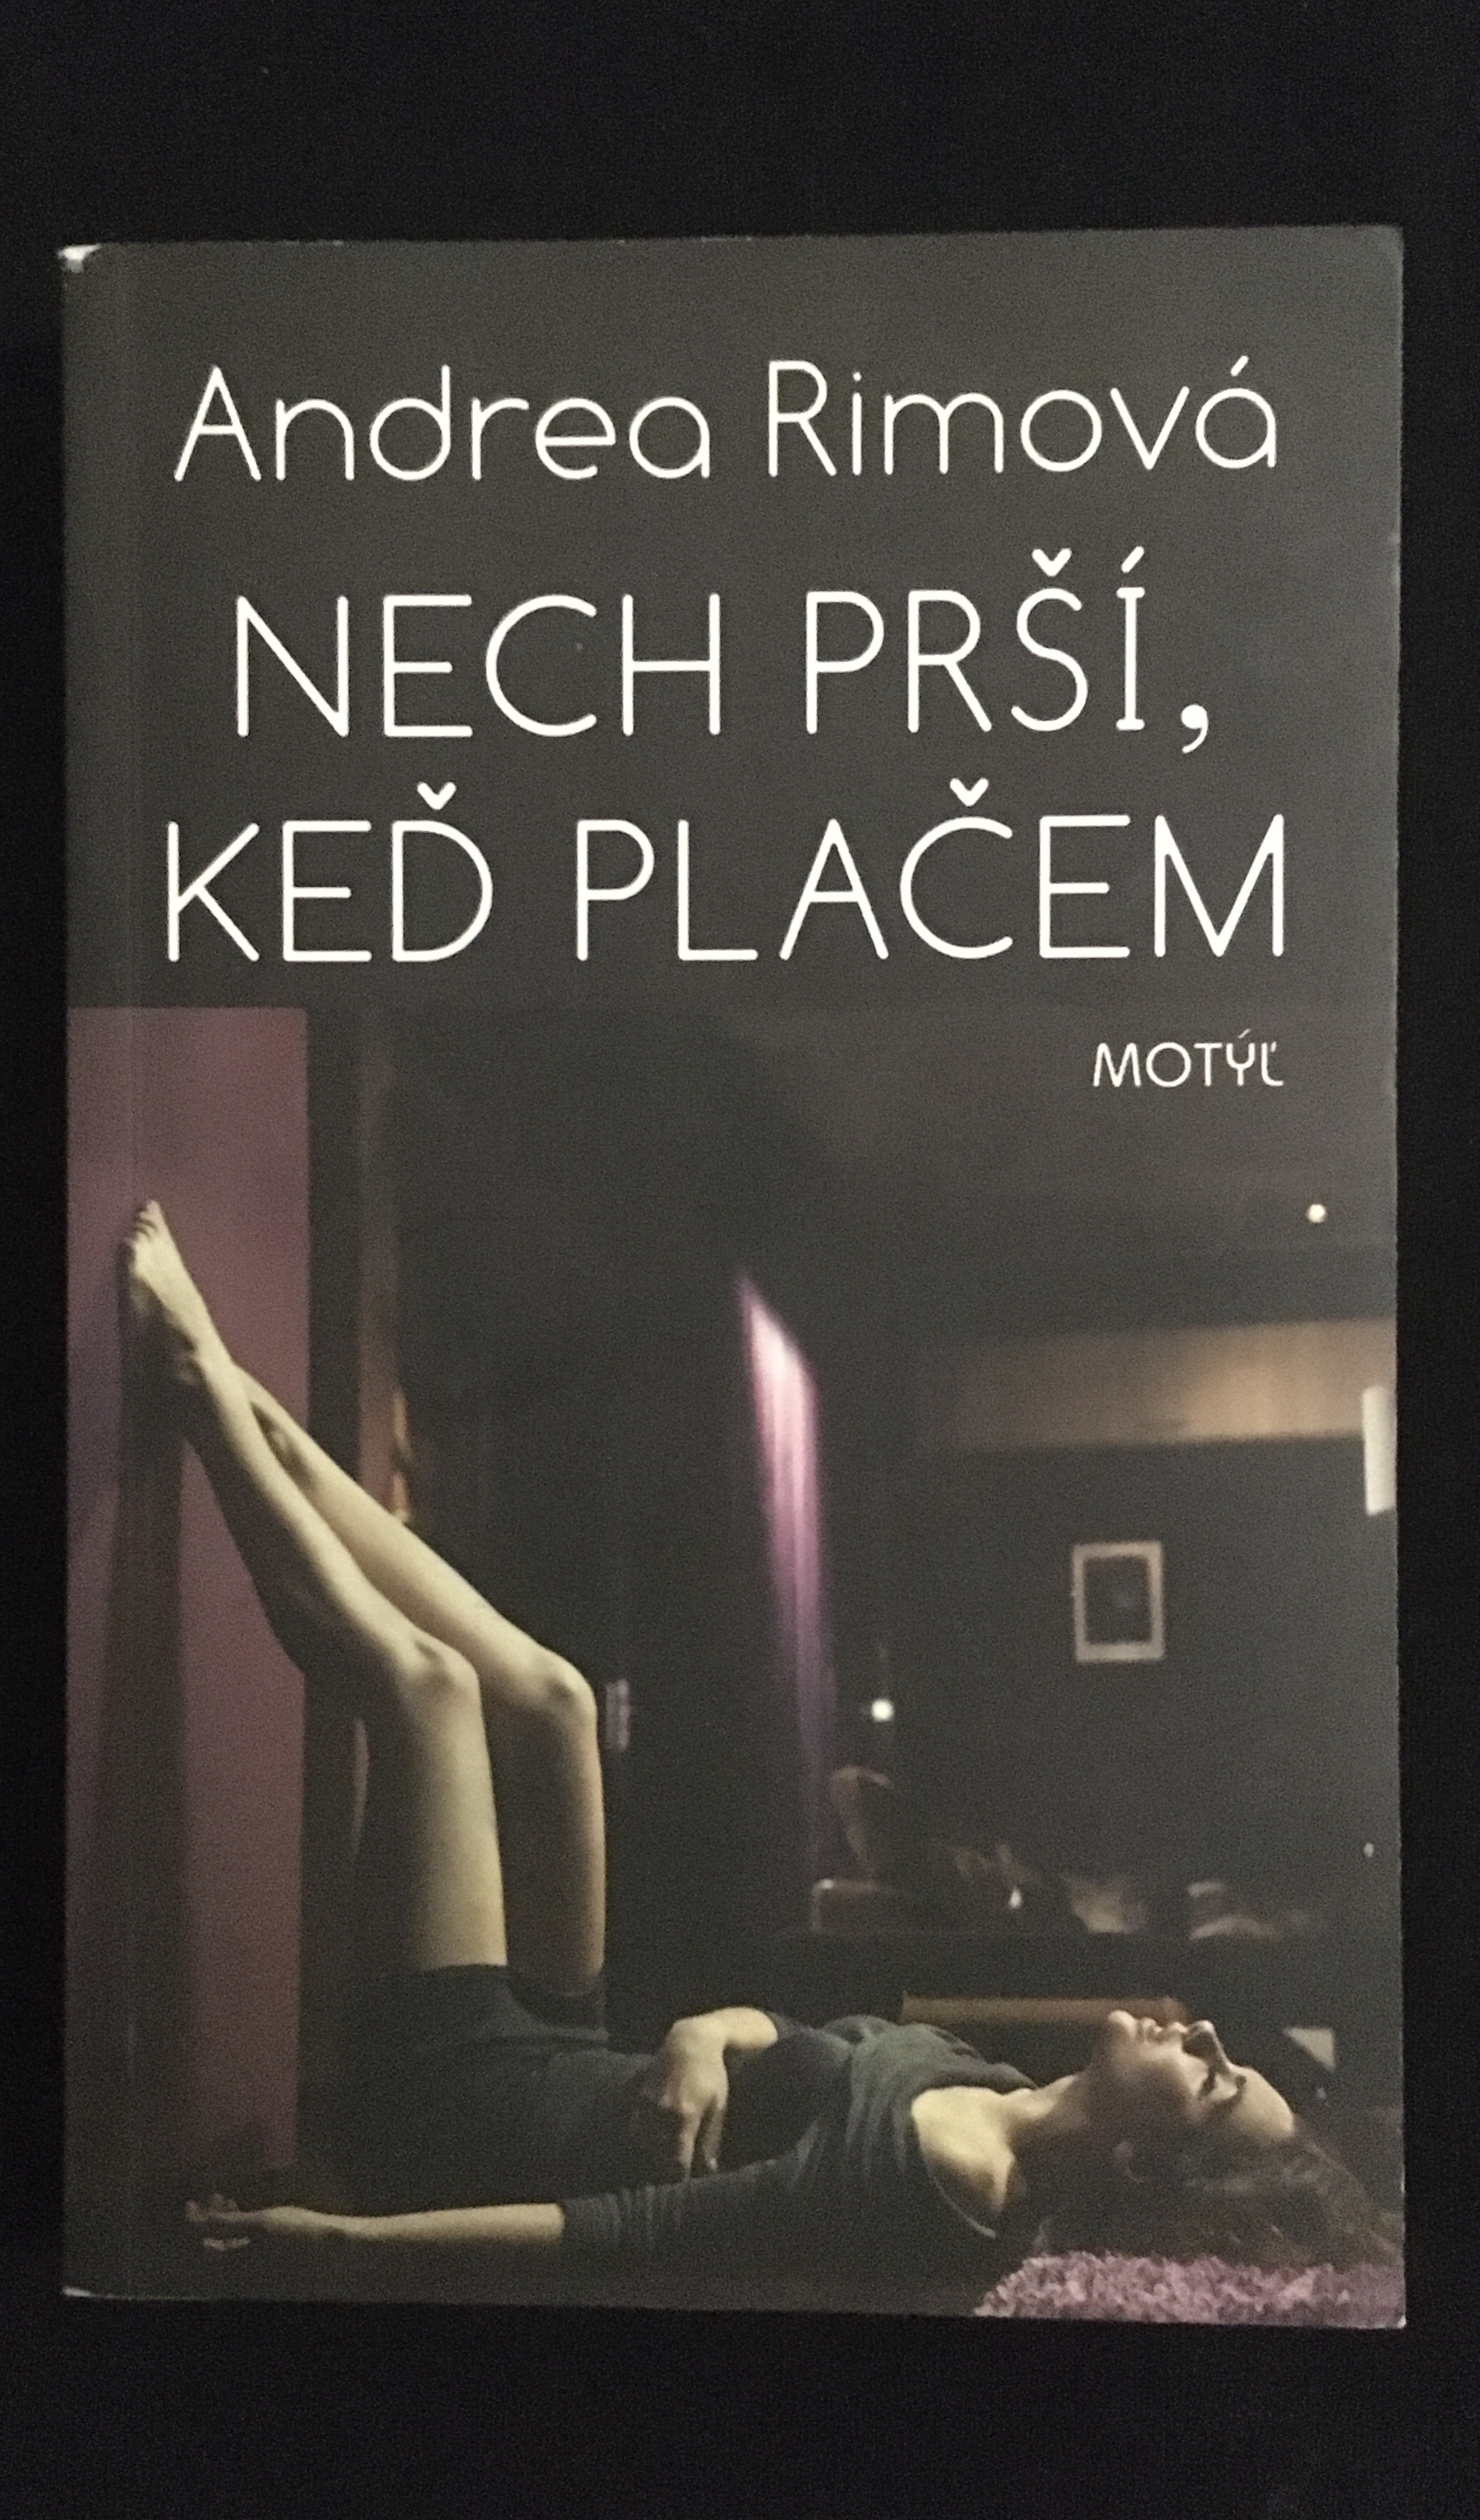 Andrea Rimová
NECH PRŠÍ,
KEĎ PLAČEM
MOTÝĽ